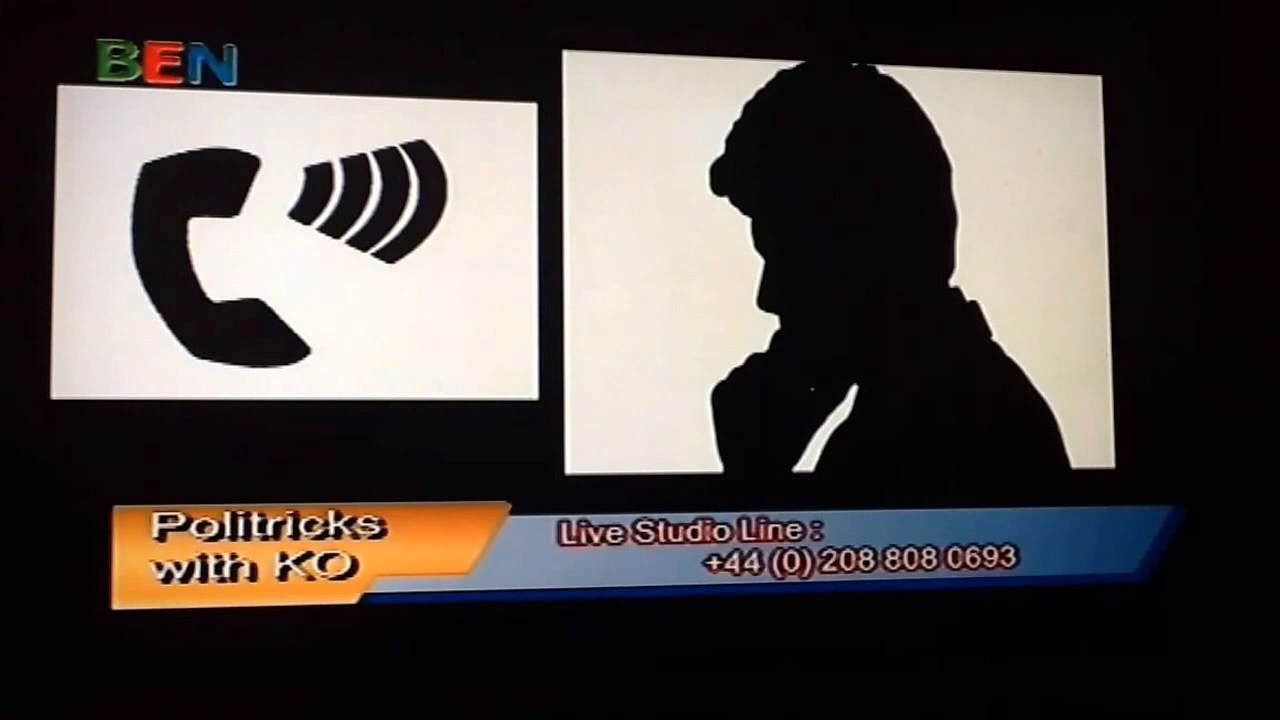 BEN
Politricks
with KO
Live Studio Line :
+44 (0) 208 808 0693